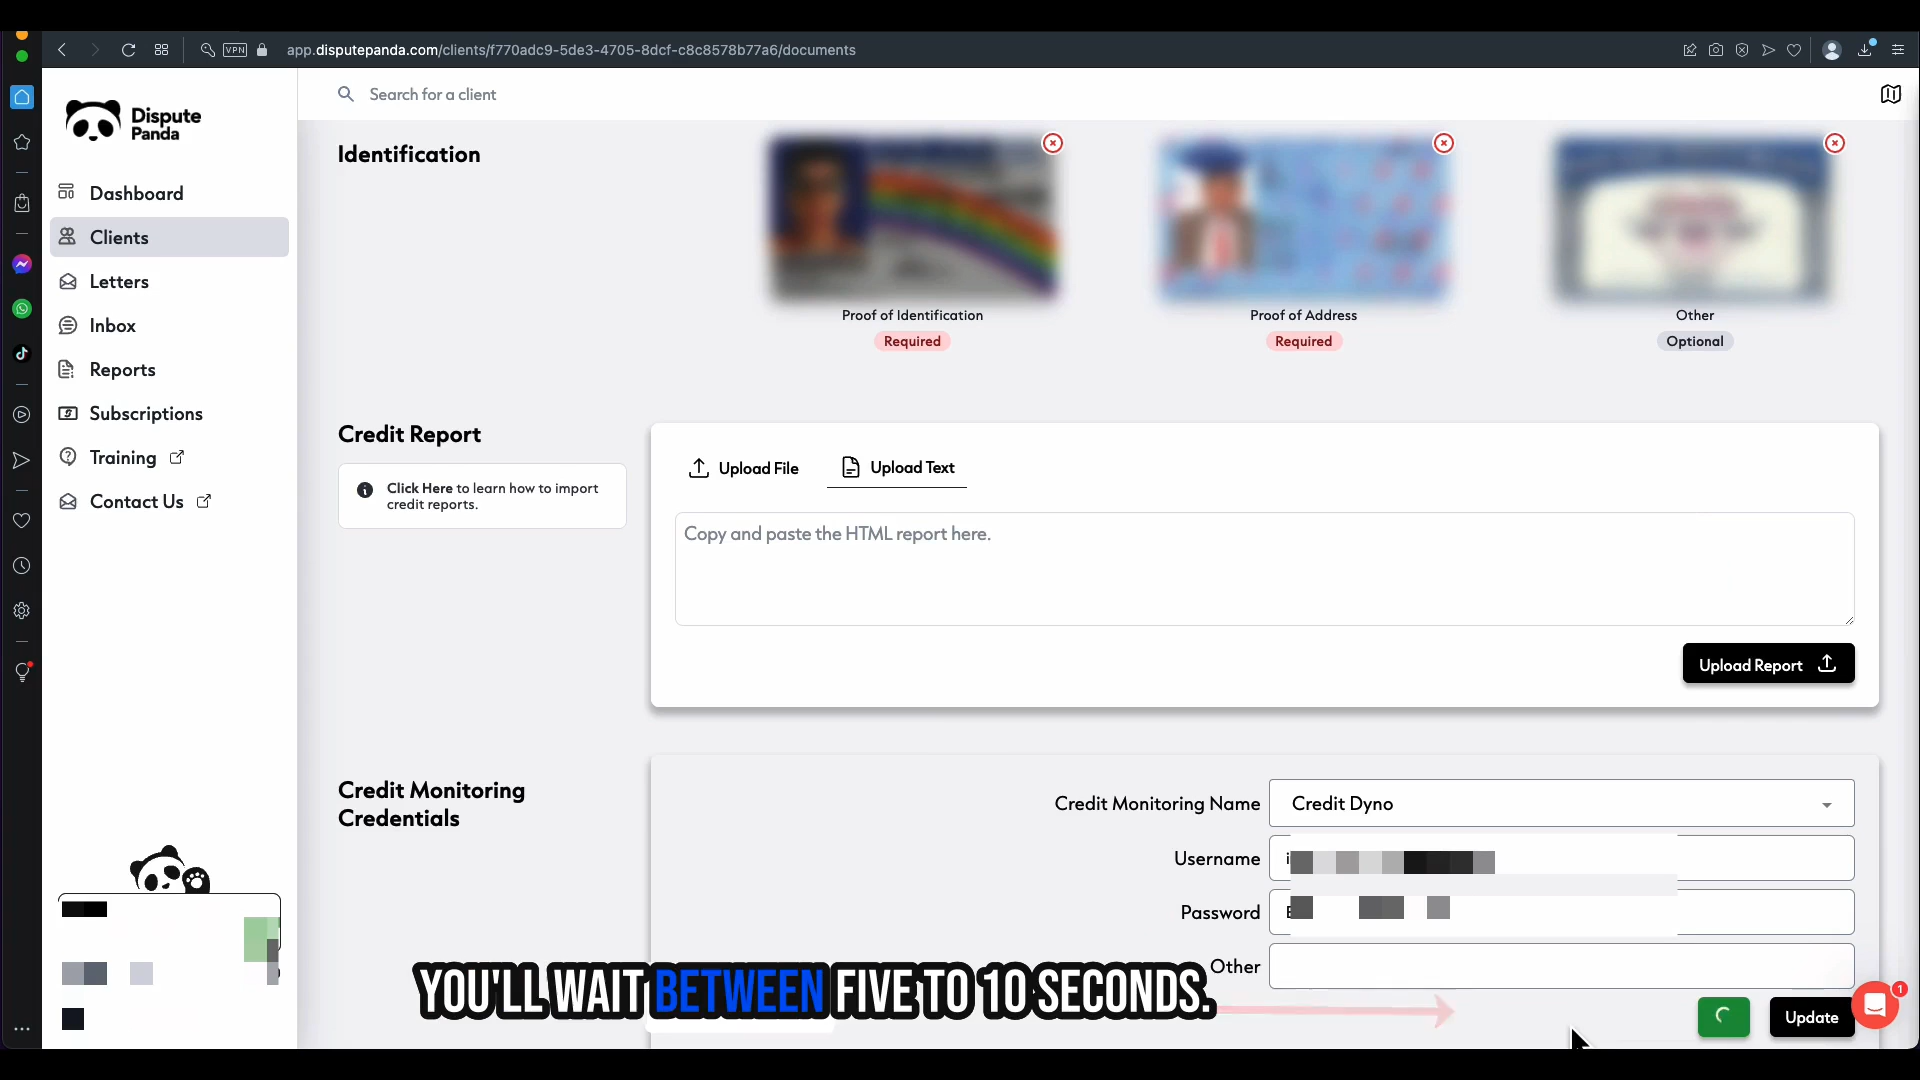 VPN
app.disputepanda.com/clients/f770adc9-5de3-4705-8dcf-c8c8578b77a6/documents
Dispute
Panda
Search for a client
Dashboard
Clients
Letters
Inbox
Reports
Subscriptions
Training
Contact Us
Identification
Proof of Identification
Required
Proof of Address
Required
Other
Optional
Credit Report
Click Here to learn how to import
credit reports.
Upload File
Upload Text
Copy and paste the HTML report here.
Upload Report
Credit Monitoring
Credentials
Credit Monitoring Name
Credit Dyno
Username
Password
Other
YOU'LL WAIT BETWEEN FIVE TO 10 SECONDS.
Update
1